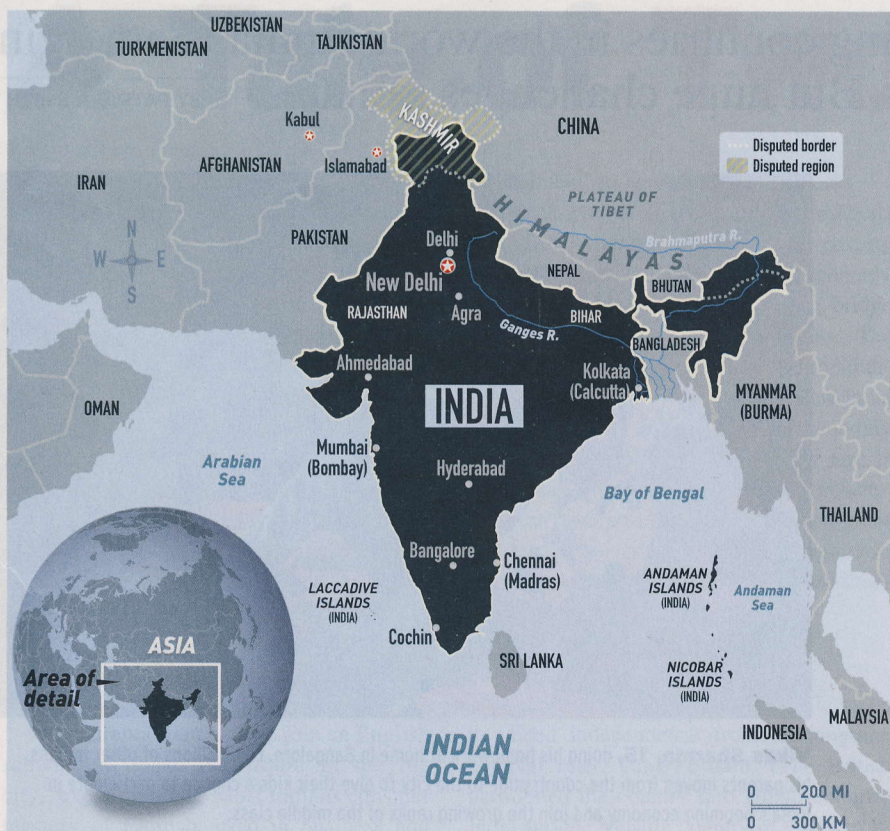 UZBEKISTAN
TURKMENISTAN
TAJIKISTAN
Kabul
KASHMIR
CHINA
Disputed border
Disputed region
AFGHANISTAN
Islamabad
IRAN
PLATEAU OF
TIBET
HIMALAYAS
Brahmaputra R.
N
W E
S
PAKISTAN
Delhi
New Delhi
NEPAL
BHUTAN
RAJASTHAN
Agra
BIHAR
Ganges R.
BANGLADESH
Ahmedabad
Kolkata
(Calcutta)
INDIA
MYANMAR
(BURMA)
OMAN
Mumbai
(Bombay)
Arabian
Sea
Hyderabad
Bay of Bengal
THAILAND
Bangalore
Chennai
(Madras)
LACCADIVE
ISLANDS
(INDIA)
ANDAMAN
ISLANDS
(INDIA)
Andaman
Sea
Cochin
SRI LANKA
NICOBAR
ISLANDS
(INDIA)
ASIA
Area of
detail
INDIAN
OCEAN
INDONESIA
MALAYSIA
0 200 MI
0 300 KM